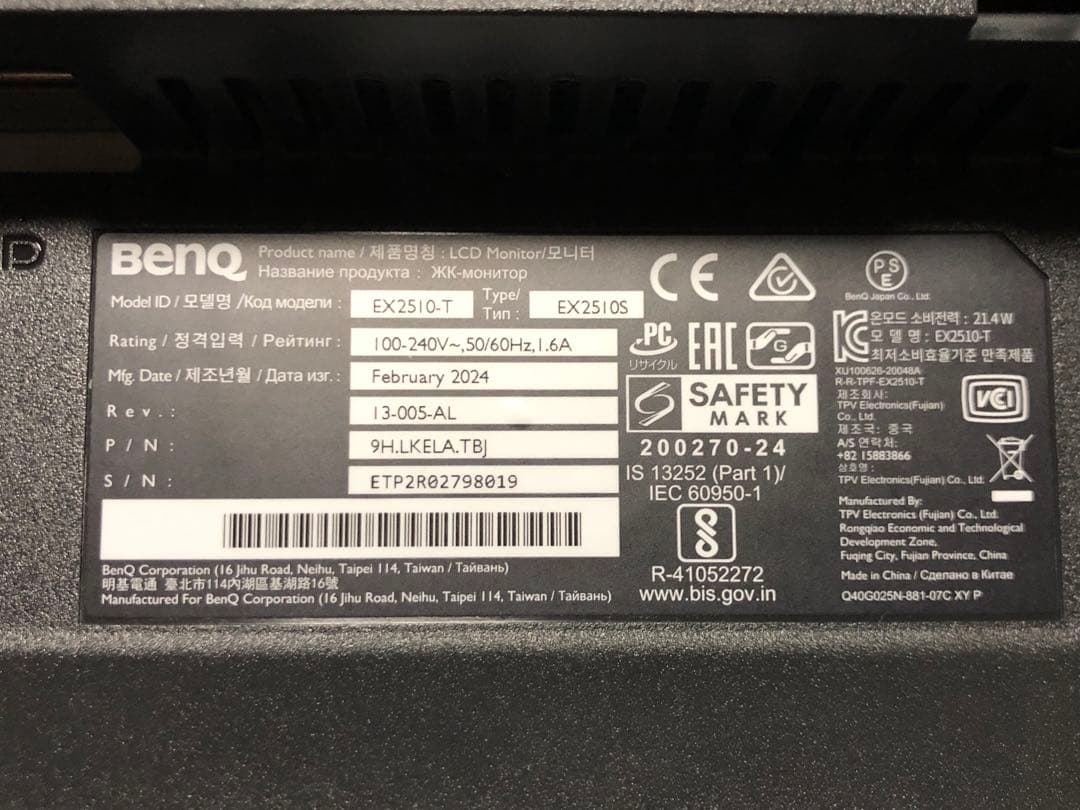 D
BenQ
Product name / 제품명칭 : LCD Monitor/모니터
Название продукта : ЖК-монитор
Model ID / 모델명 /Код модели :
EX2510-T
Type/
Тип :
EX2510S
Rating / 정격입력 / Рейтинг :
100-240V~,50/60Hz,1.6A
Mfg. Date / 제조년월 / Дата изг. :
February 2024
Rev. :
13-005-AL
P / N :
9H.LKELA.TBJ
S / N :
ETP2R02798019
BenQ Corporation (16 Jihu Road, Neihu, Taipei 114, Taiwan / Тайвань)
明基電通 臺北市114內湖區基湖路16號
Manufactured For BenQ Corporation (16 Jihu Road, Neihu, Taipei 114, Taiwan / Тайвань)
CE
PC
リサイクル
EAC
G
S
SAFETY
MARK
200270-24
IS 13252 (Part 1)/
IEC 60950-1
R-41052272
www.bis.gov.in
PS
E
BenQ Japan Co., Ltd.
온모드 소비전력 : 21.4W
모 델 명 : EX2510-T
최저소비효율기준 만족제품
XU100626-20048A
R-R-TPF-EX2510-T
제조회사:
TPV Electronics(Fujian)
Co., Ltd.
제조국: 중국
A/S 연락처:
+82 15883866
상호명 :
TPV Electronics(Fujian) Co., Ltd.
VCCI
Manufactured By:
TPV Electronics (Fujian) Co., Ltd.
Rongqiao Economic and Technological
Development Zone,
Fuqing City, Fujian Province, China
Made in China / Сделано в Китае
Q40G025N-881-07C XY P